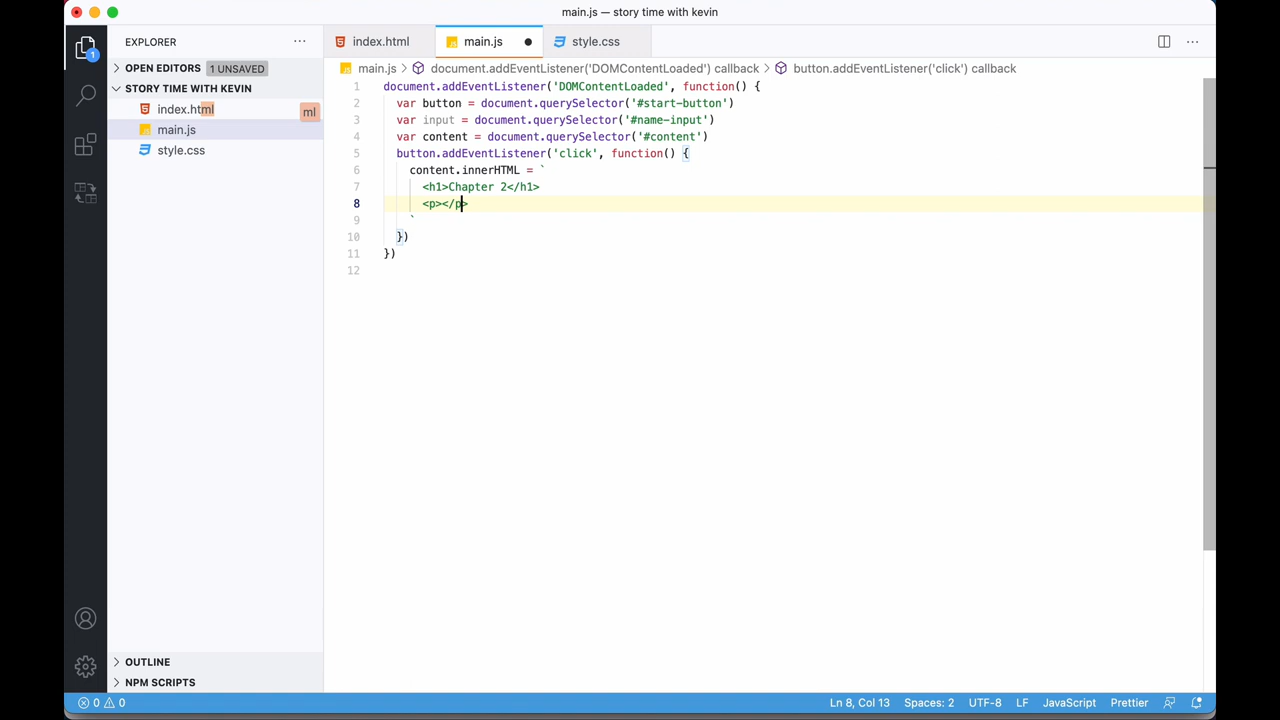 main.js — story time with kevin
EXPLORER
index.html
main.js
style.css
1
OPEN EDITORS 1 UNSAVED
main.js > document.addEventListener('DOMContentLoaded') callback > button.addEventListener('click') callback
STORY TIME WITH KEVIN
index.html
ml
main.js
style.css
1 document.addEventListener('DOMContentLoaded', function() {
2 var button = document.querySelector('#start-button')
3 var input = document.querySelector('#name-input')
4 var content = document.querySelector('#content')
5 button.addEventListener('click', function() {
6 content.innerHTML = `
7 <h1>Chapter 2</h1>
8 <p></p>
9 `
10 })
11 })
12
OUTLINE
NPM SCRIPTS
0 0
Ln 8, Col 13 Spaces: 2 UTF-8 LF JavaScript Prettier